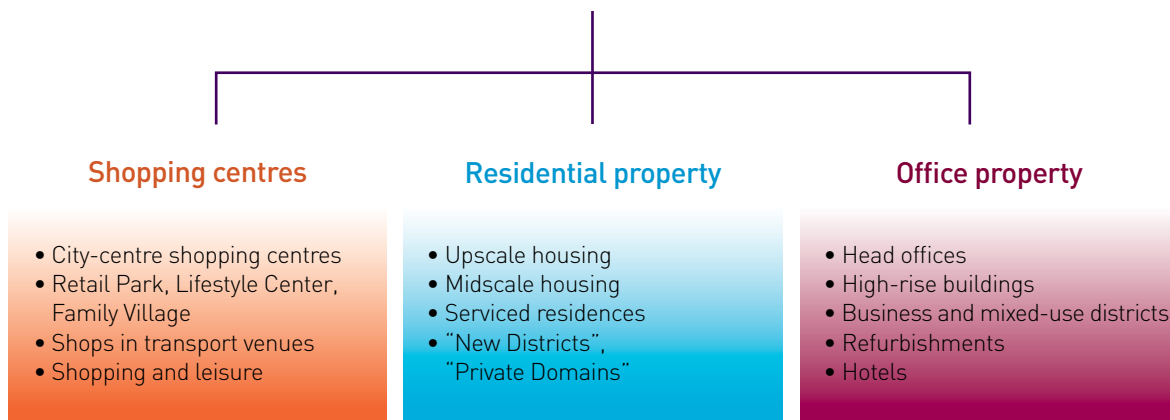 Shopping centres
• City-centre shopping centres
• Retail Park, Lifestyle Center,
Family Village
• Shops in transport venues
• Shopping and leisure
Residential property
• Upscale housing
• Midscale housing
• Serviced residences
• “New Districts”,
“Private Domains”
Office property
• Head offices
• High-rise buildings
• Business and mixed-use districts
• Refurbishments
• Hotels